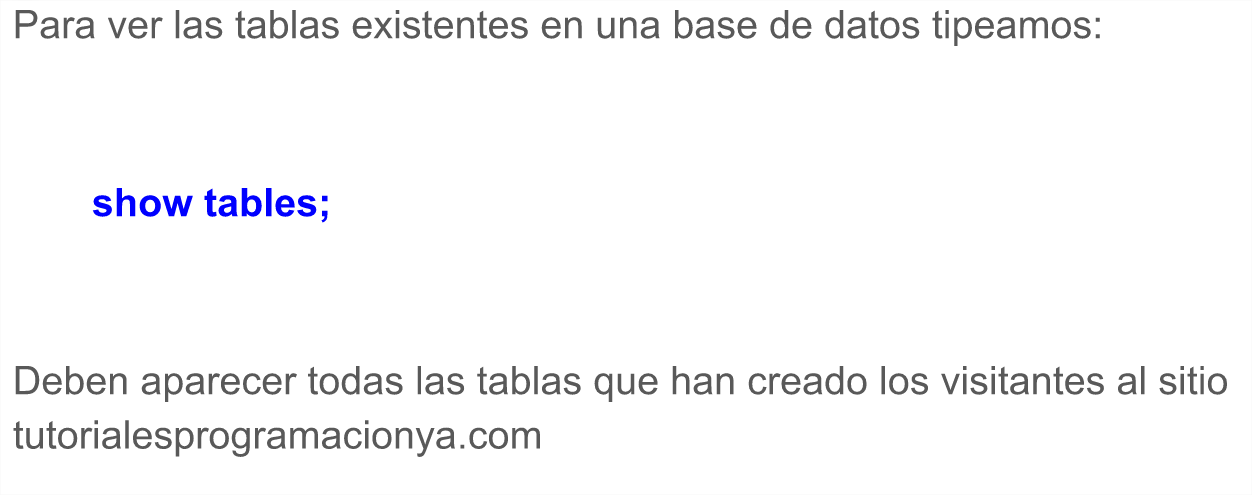 Para ver las tablas existentes en una base de datos tipeamos:
show tables;
Deben aparecer todas las tablas que han creado los visitantes al sitio
tutorialesprogramacionya.com